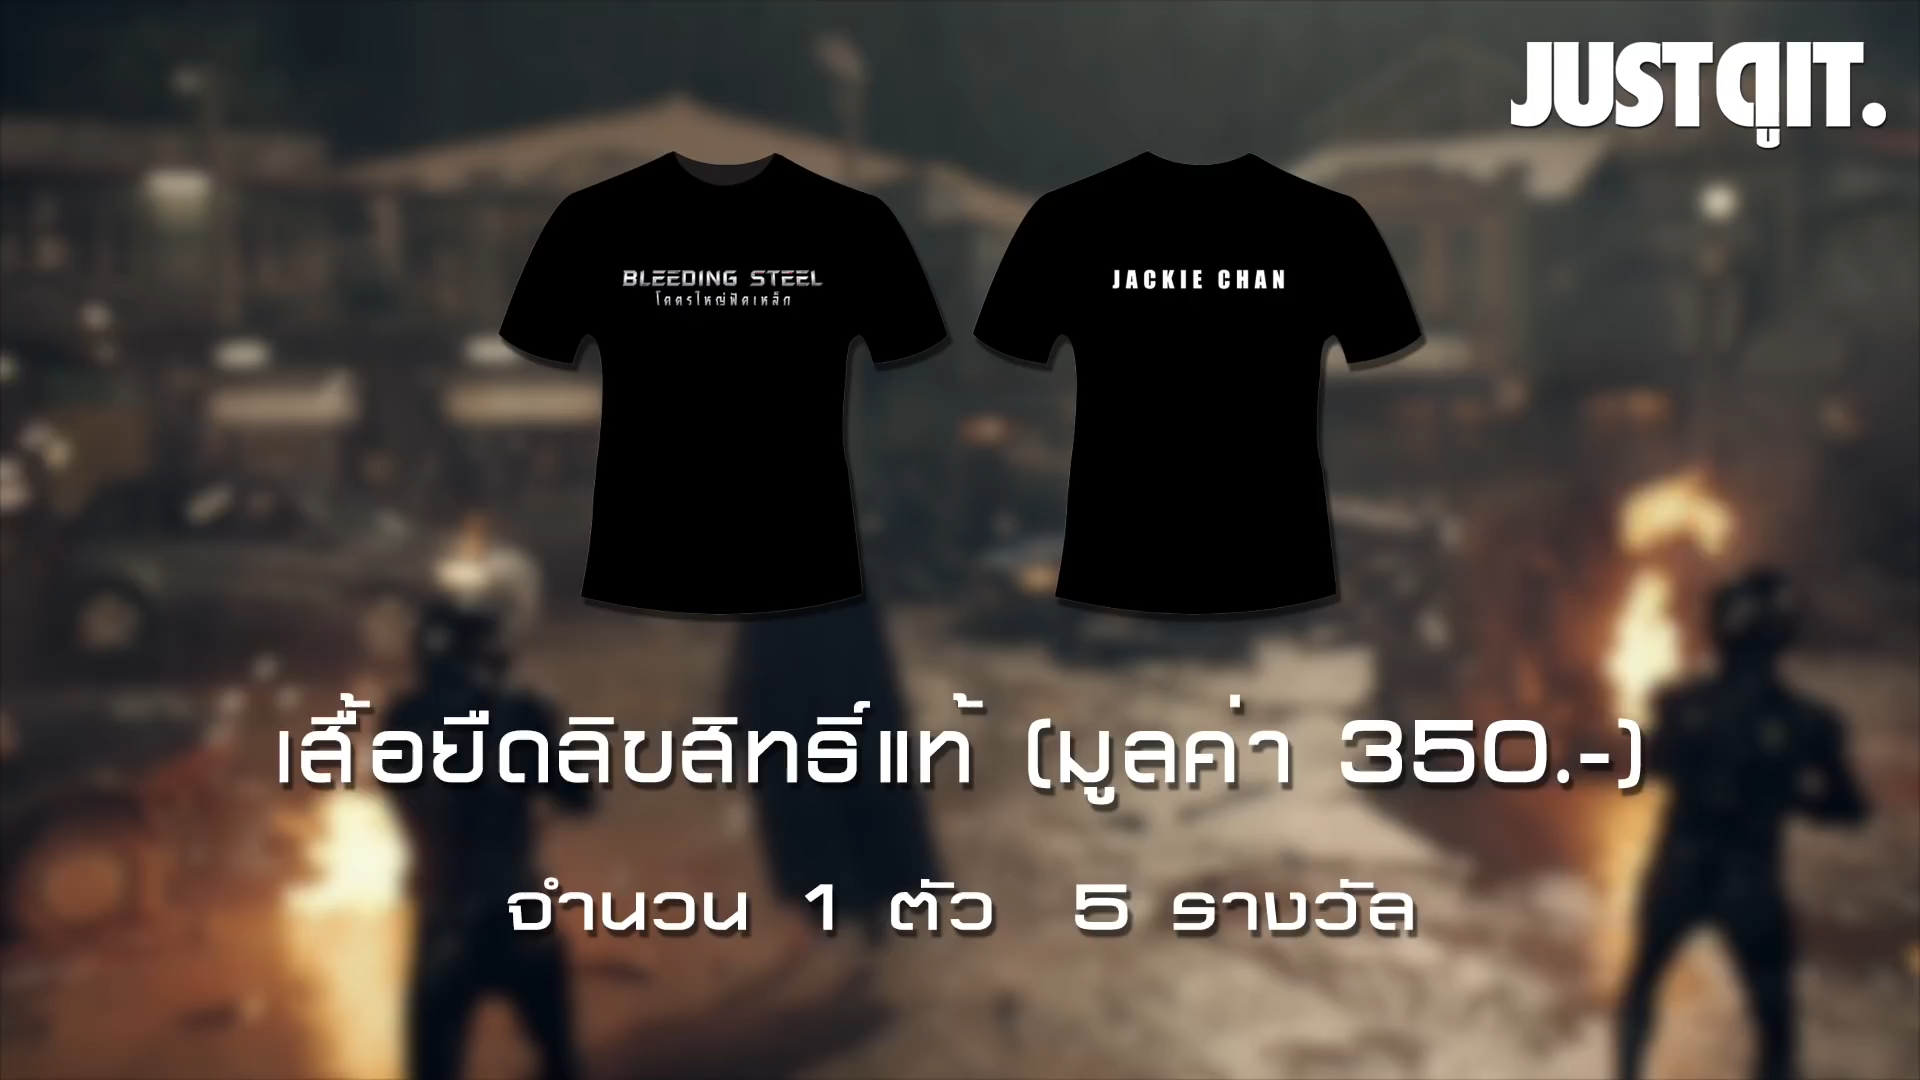 JUSTดูIT.
BLEEDING STEEL
โคตรใหญ่ฟัดเหล็ก
JACKIE CHAN
เสื้อยืดลิขสิทธิ์แท้ (มูลค่า 350.-)
จำนวน 1 ตัว 5 รางวัล